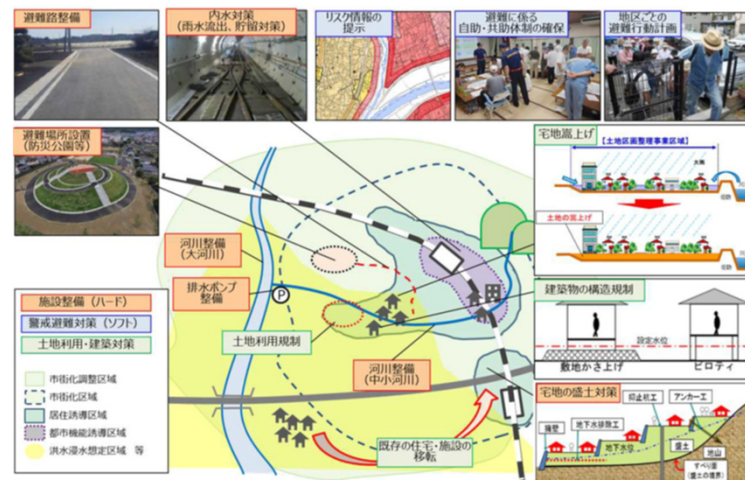 避難路整備
内水対策
(雨水流出、貯留対策)
リスク情報の
提示
避難に係る
自助・共助体制の確保
地区ごとの
避難行動計画
避難場所設置
(防災公園等)
宅地嵩上げ
【土地区画整理事業区域】
土地の嵩上げ
河川整備
(大河川)
排水ポンプ
整備
P
土地利用規制
河川整備
(中小河川)
既存の住宅・施設の
移転
建築物の構造規制
設定水位
敷地かさ上げ
ピロティ
宅地の盛土対策
抑止杭工
アンカー工
擁壁
地下水排除工
地下水位
盛土
地山
すべり面
(盛土の境界)
施設整備(ハード)
警戒避難対策(ソフト)
土地利用・建築対策
市街化調整区域
市街化区域
居住誘導区域
都市機能誘導区域
洪水浸水想定区域 等